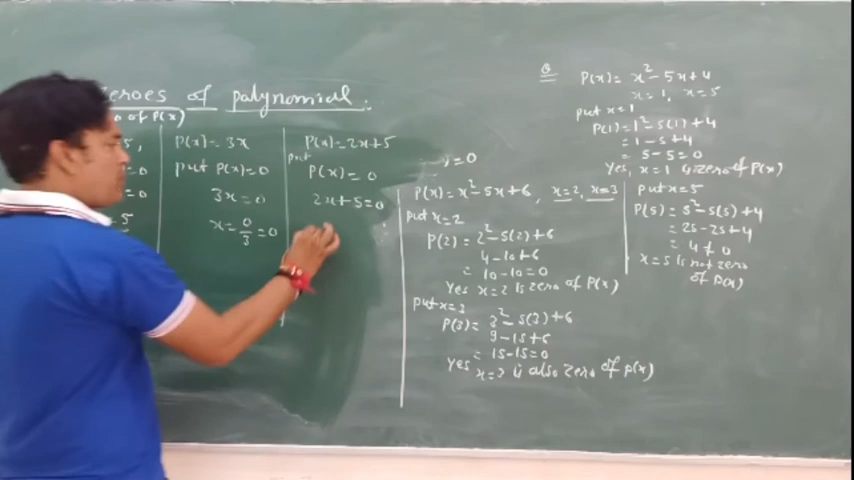 zeroes of polynomial.
o of P(x)
5,
=0
=0
5
P(x)=3x
put P(x)=0
3x=0
x=0/3=0
P(x)=2x+5
put
P(x)=0
2x+5=0
=0
P(x)=x²-5x+6, x=2, x=3
put x=2
P(2)=2²-5(2)+6
4-10+6
=10-10=0
Yes x=2 is zero of P(x)
put x=3
P(3)=3²-5(3)+6
9-15+6
=15-15=0
Yes x=3 is also zero of P(x)
Q P(x)=x²-5x+4
x=1, x=5
put x=1
P(1)=1²-5(1)+4
=1-5+4
=5-5=0
Yes, x=1 is zero of P(x)
put x=5
P(5)=5²-5(5)+4
=25-25+4
=4≠0
x=5 is not zero
of P(x)